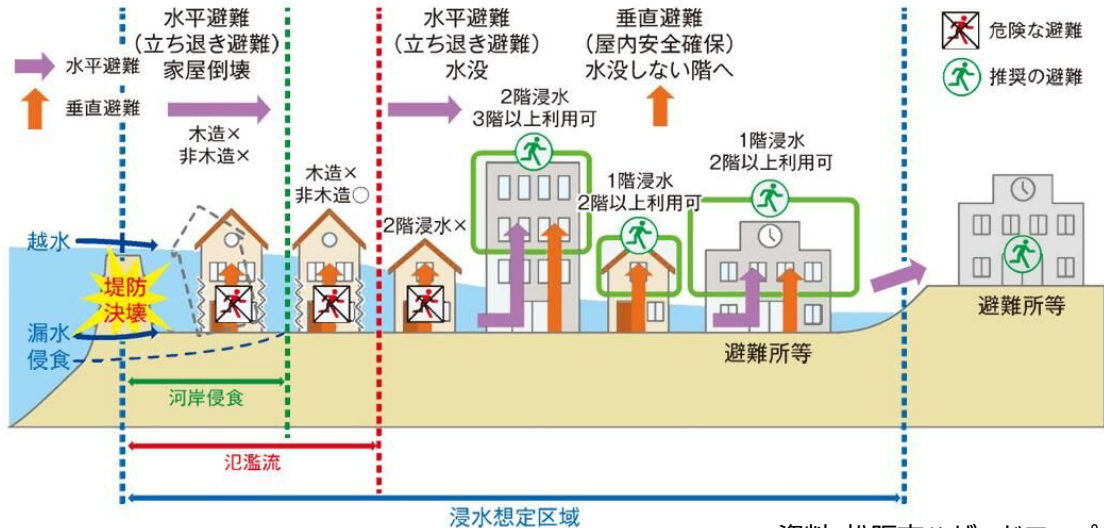 水平避難
(立ち退き避難)
家屋倒壊
水平避難
(立ち退き避難)
水没
垂直避難
(屋内安全確保)
水没しない階へ
危険な避難
推奨の避難
水平避難
垂直避難
木造×
非木造×
木造×
非木造○
2階浸水×
2階浸水
3階以上利用可
1階浸水
2階以上利用可
1階浸水
2階以上利用可
越水
堤防
決壊
漏水
侵食
避難所等
避難所等
河岸侵食
氾濫流
浸水想定区域